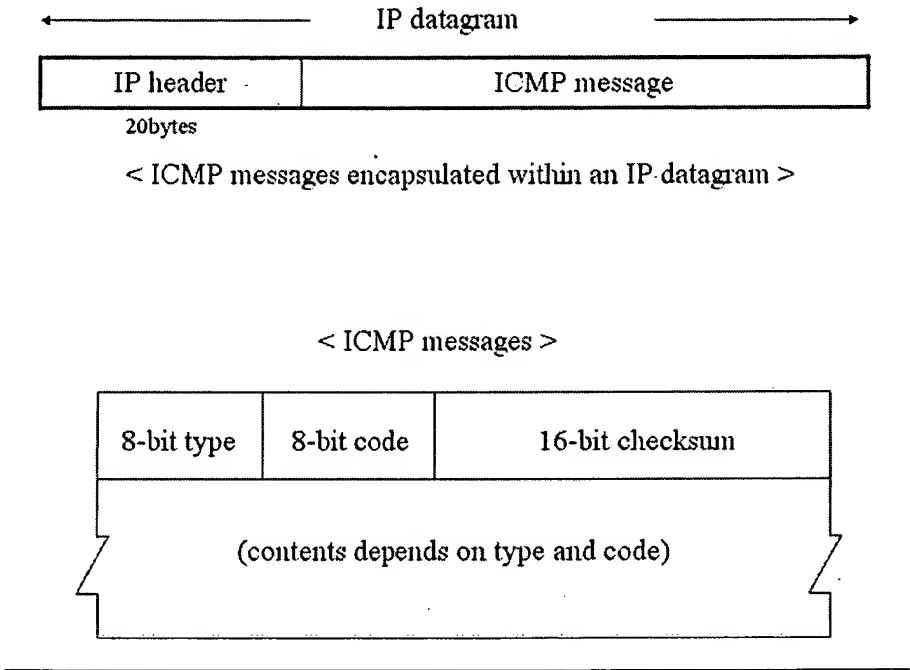 IP datagram
IP header ICMP message
20bytes
< ICMP messages encapsulated within an IP datagram >
< ICMP messages >
8-bit type 8-bit code 16-bit checksum
(contents depends on type and code)